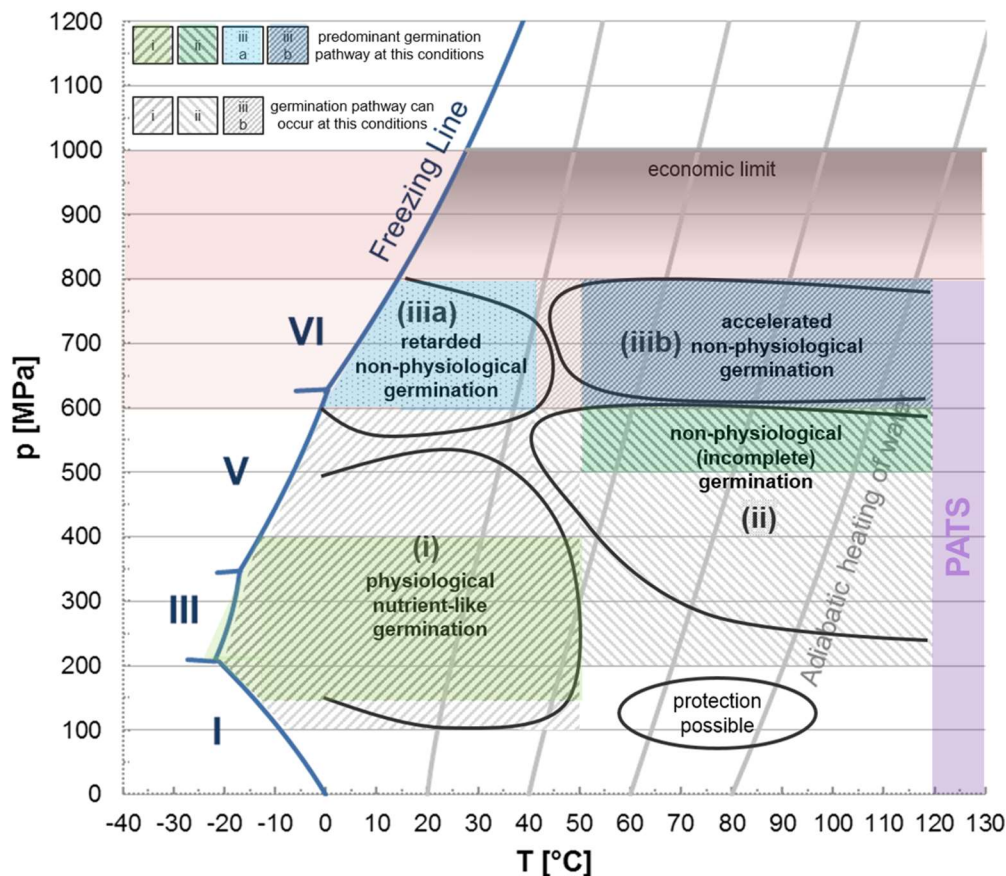 1200
1100
1000
900
800
700
600
500
400
300
200
100
0
p [MPa]
i
ii
iii
a
iii
b
predominant germination
pathway at this conditions
i
ii
iii
b
germination pathway can
occur at this conditions
Freezing Line
economic limit
VI
V
III
I
(iiia)
retarded
non-physiological
germination
(iiib)
accelerated
non-physiological
germination
non-physiological
(incomplete)
germination
(ii)
(i)
physiological
nutrient-like
germination
protection
possible
Adiabatic heating of water
PATS
-40 -30 -20 -10 0 10 20 30 40 50 60 70 80 90 100 110 120 130
T [°C]